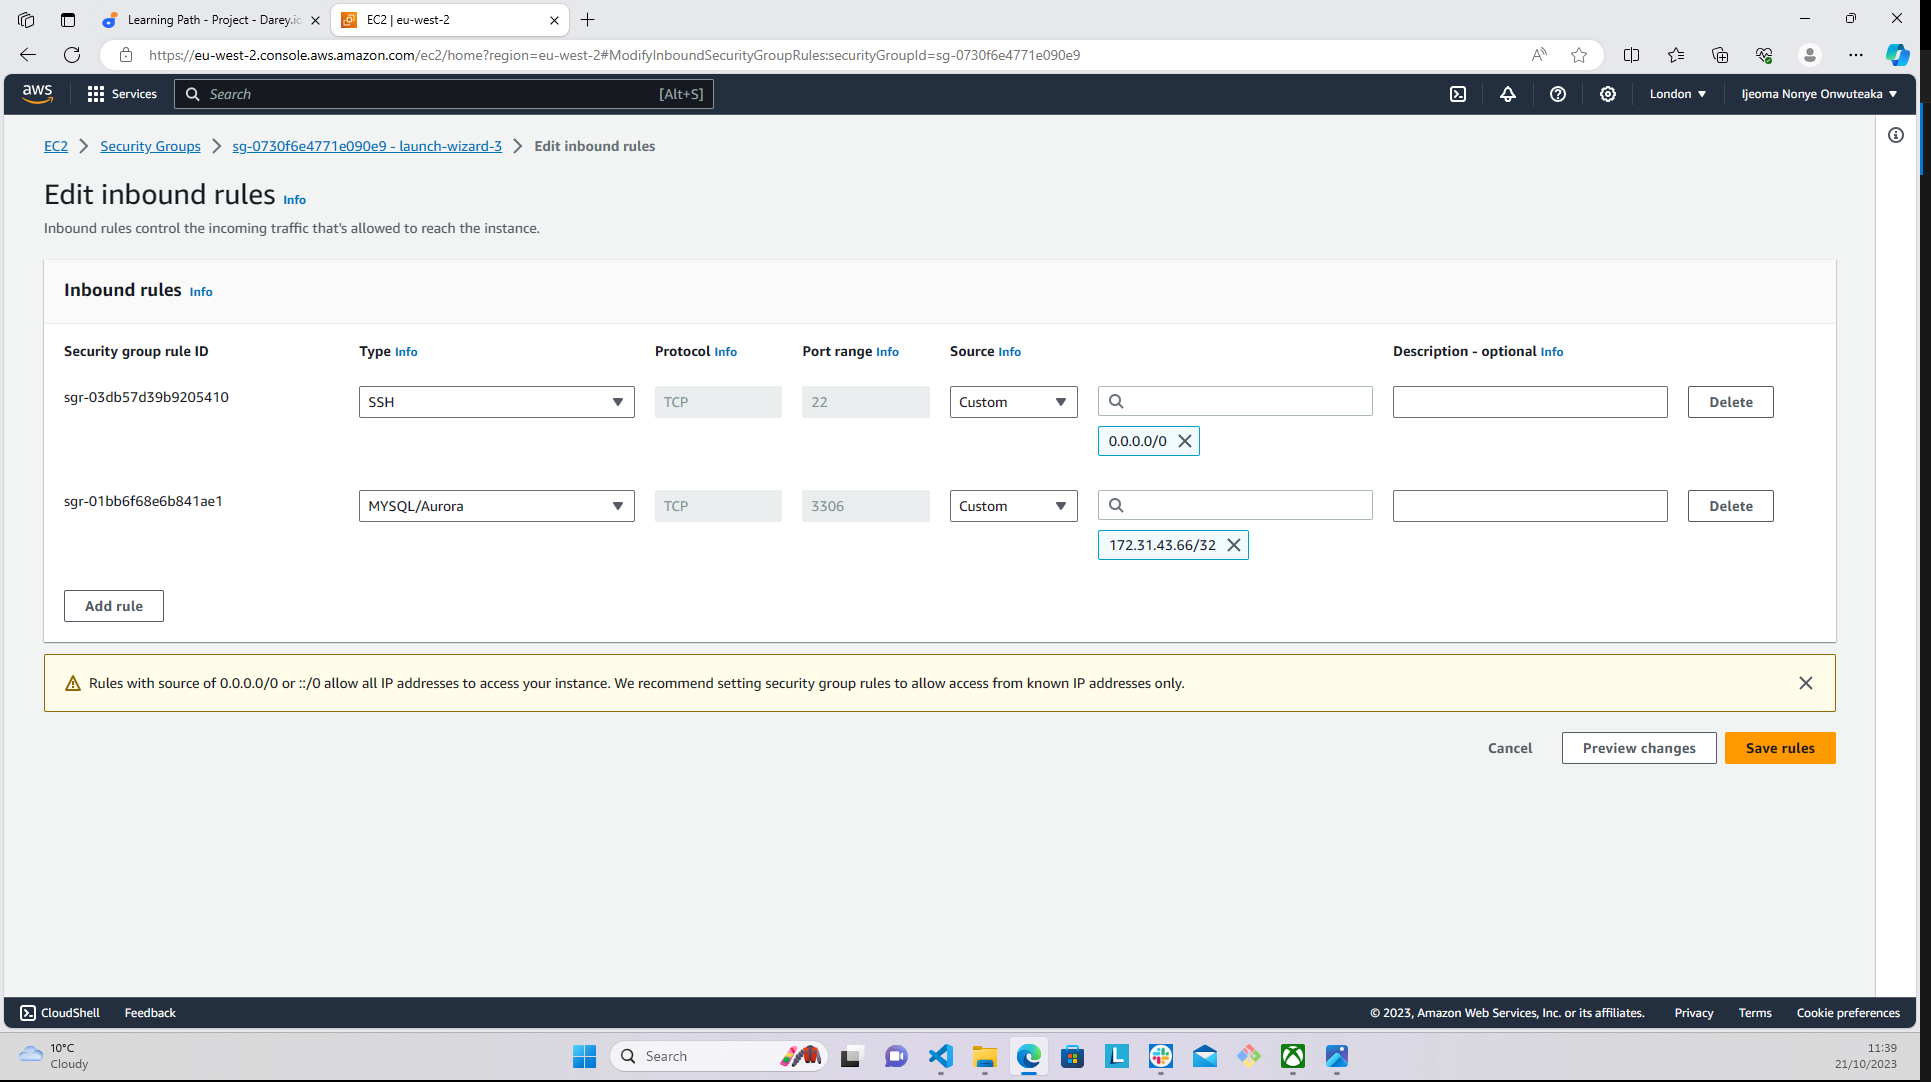 Learning Path - Project - Darey.io
EC2 | eu-west-2
https://eu-west-2.console.aws.amazon.com/ec2/home?region=eu-west-2#ModifyInboundSecurityGroupRules:securityGroupId=sg-0730f6e4771e090e9
aws
Services
Search
[Alt+S]
London
Ijeoma Nonye Onwuteaka
EC2
Security Groups
sg-0730f6e4771e090e9 - launch-wizard-3
Edit inbound rules
Edit inbound rules Info
Inbound rules control the incoming traffic that's allowed to reach the instance.
Inbound rules Info
Security group rule ID
Type Info
Protocol Info
Port range Info
Source Info
Description - optional Info
sgr-03db57d39b9205410
SSH
TCP
22
Custom
Delete
0.0.0.0/0
sgr-01bb6f68e6b841ae1
MYSQL/Aurora
TCP
3306
Custom
Delete
172.31.43.66/32
Add rule
Rules with source of 0.0.0.0/0 or ::/0 allow all IP addresses to access your instance. We recommend setting security group rules to allow access from known IP addresses only.
Cancel
Preview changes
Save rules
CloudShell
Feedback
© 2023, Amazon Web Services, Inc. or its affiliates.
Privacy
Terms
Cookie preferences
10°C
Cloudy
Search
L
11:39
21/10/2023